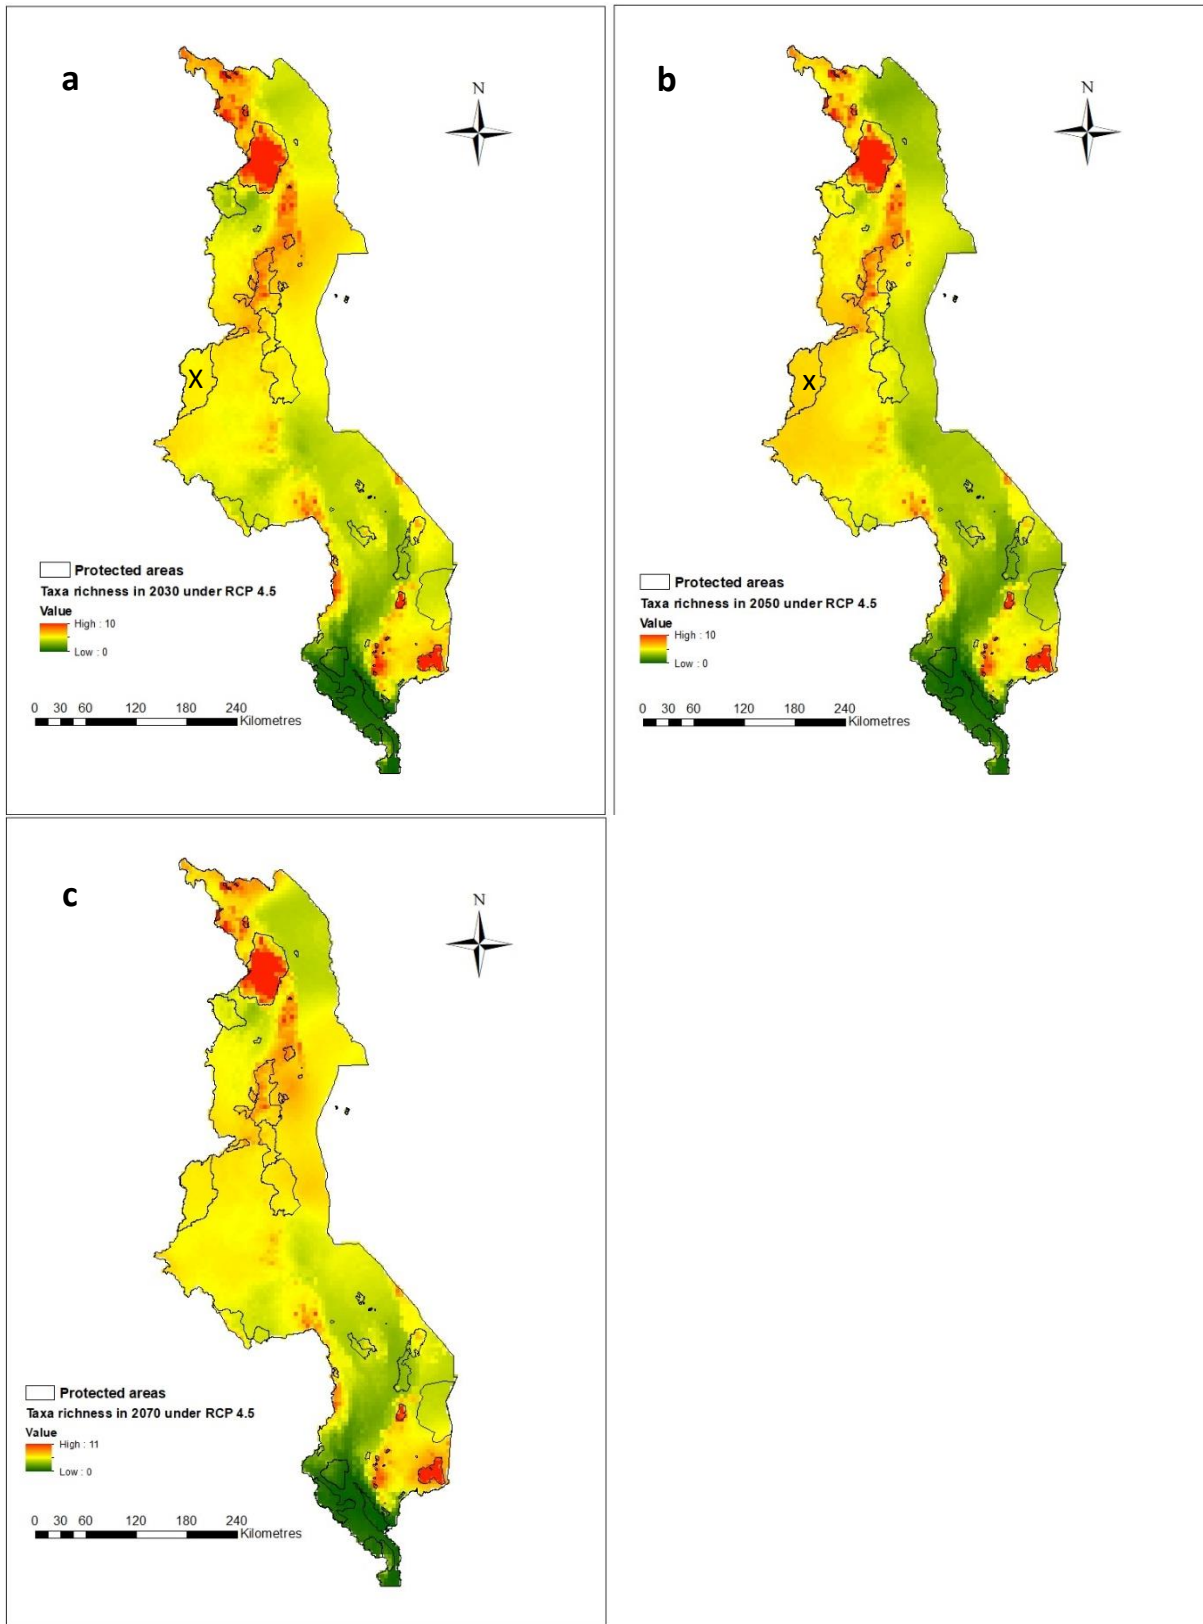 a
N
X
Protected areas
Taxa richness in 2030 under RCP 4.5
Value
High : 10
Low : 0
0 30 60 120 180 240
Kilometres
b
N
x
Protected areas
Taxa richness in 2050 under RCP 4.5
Value
High : 10
Low : 0
0 30 60 120 180 240
Kilometres
c
N
Protected areas
Taxa richness in 2070 under RCP 4.5
Value
High : 11
Low : 0
0 30 60 120 180 240
Kilometres